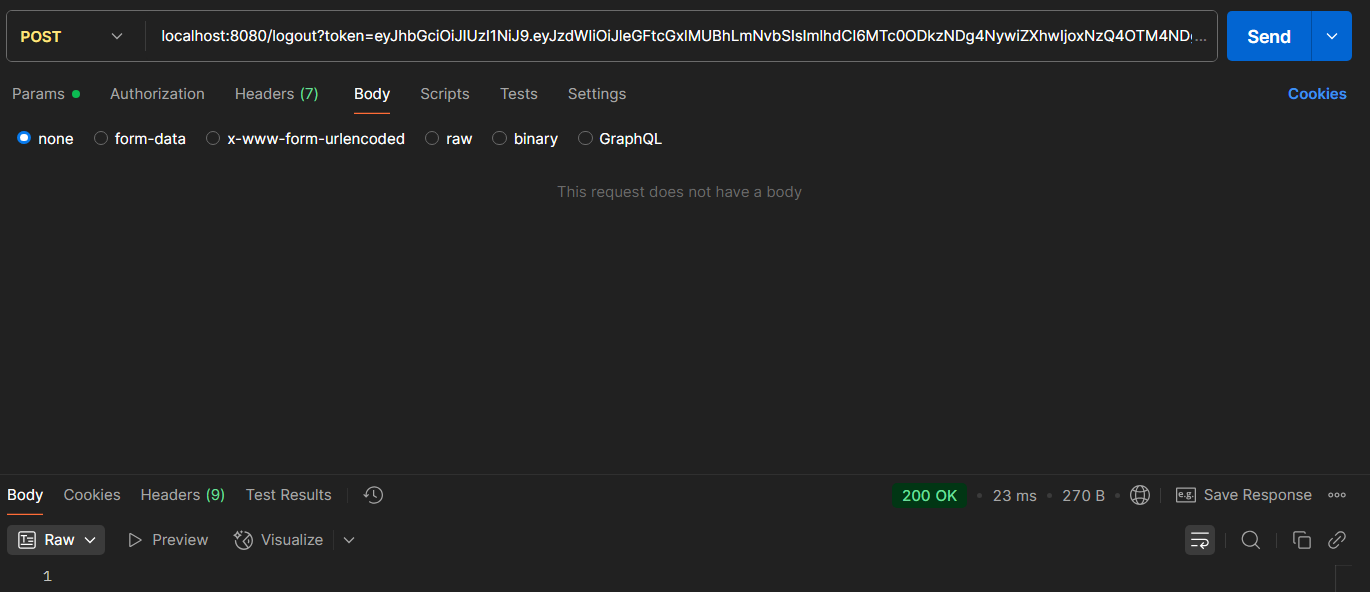 POST localhost:8080/logout?token=eyJhbGciOiJIUzI1NiJ9.eyJzdWIiOiJleGFtcGxlMUBhLmNvbSIsImlhdCI6MTc0ODkzNDg4NywiZXhwIjoxNzQ4OTM4NDg... Send
Params Authorization Headers (7) Body Scripts Tests Settings Cookies
none form-data x-www-form-urlencoded raw binary GraphQL
This request does not have a body
Body Cookies Headers (9) Test Results 200 OK • 23 ms • 270 B • e.g. Save Response
Raw Preview Visualize
1